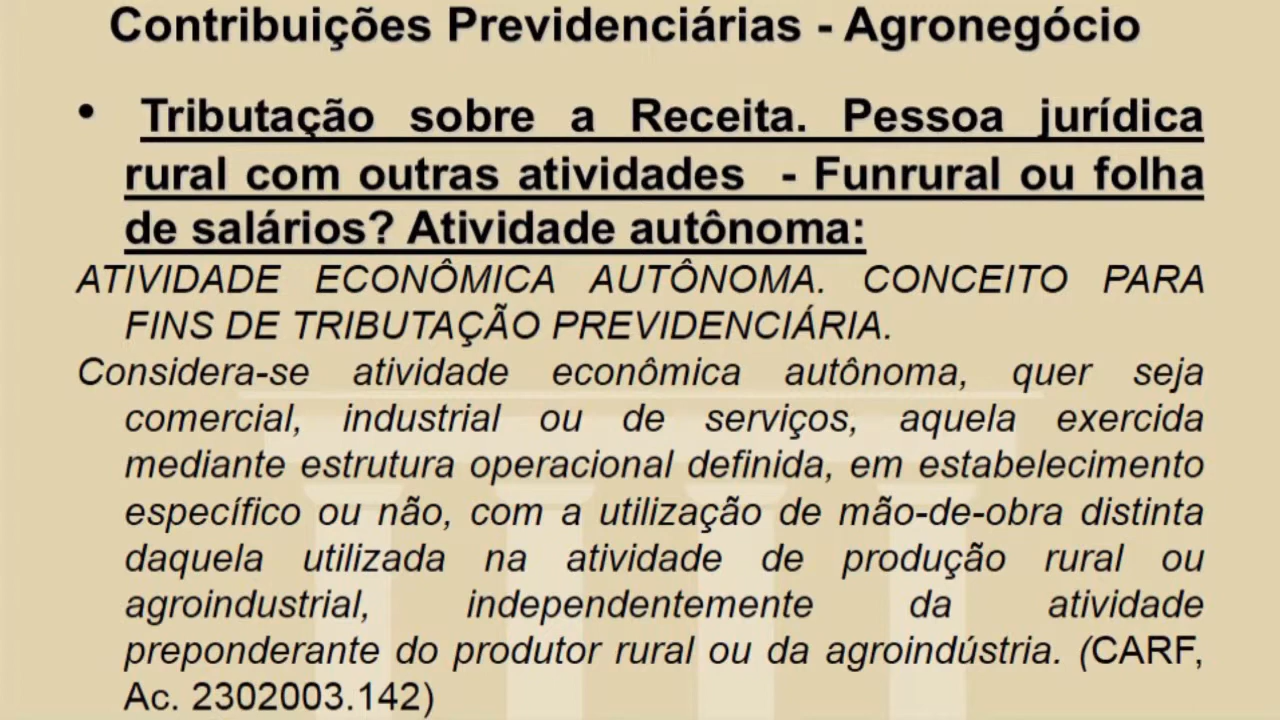 Contribuições Previdenciárias - Agronegócio
• Tributação sobre a Receita. Pessoa jurídica
rural com outras atividades - Funrural ou folha
de salários? Atividade autônoma:
ATIVIDADE ECONÔMICA AUTÔNOMA. CONCEITO PARA
FINS DE TRIBUTAÇÃO PREVIDENCIÁRIA.
Considera-se atividade econômica autônoma, quer seja
comercial, industrial ou de serviços, aquela exercida
mediante estrutura operacional definida, em estabelecimento
específico ou não, com a utilização de mão-de-obra distinta
daquela utilizada na atividade de produção rural ou
agroindustrial, independentemente da atividade
preponderante do produtor rural ou da agroindústria. (CARF,
Ac. 2302003.142)